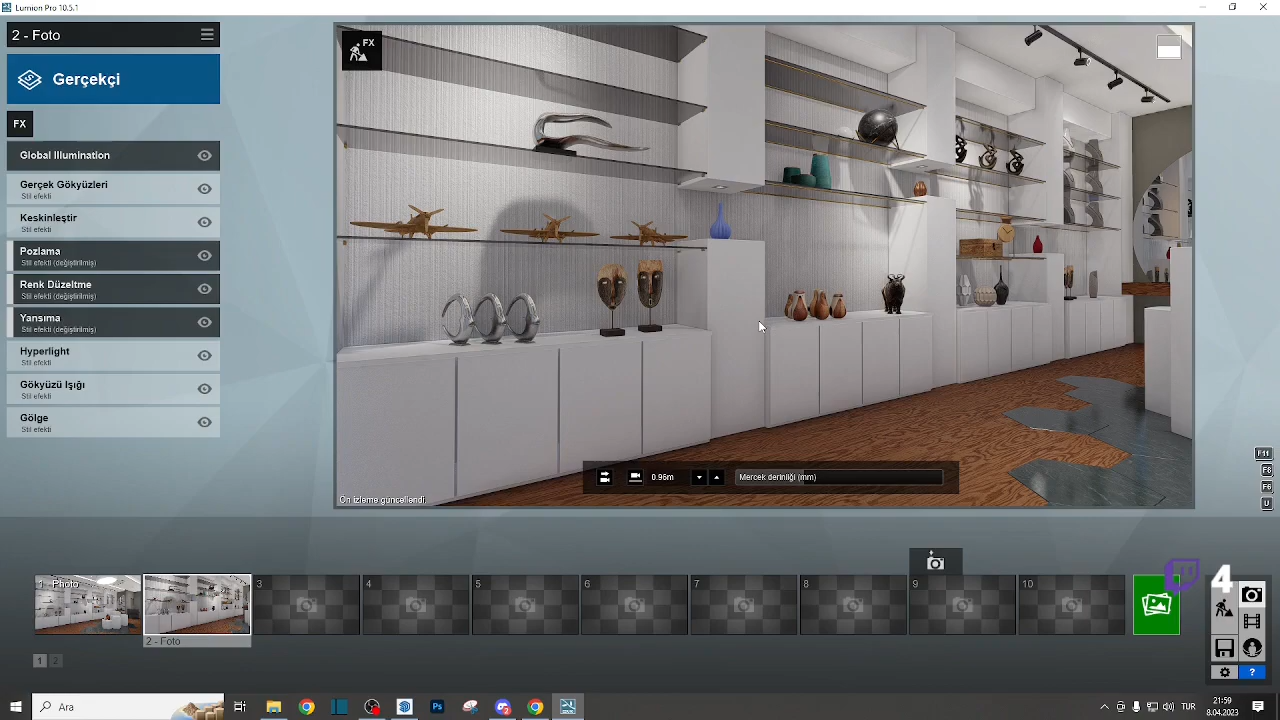 Lumion Pro 10.5.1
2 - Foto
Gerçekçi
FX
Global Illumination
Gerçek Gökyüzleri
Stil efekti
Keskinleştir
Stil efekti
Pozlama
Stil efekti (değiştirilmiş)
Renk Düzeltme
Stil efekti (değiştirilmiş)
Yansıma
Stil efekti (değiştirilmiş)
Hyperlight
Stil efekti
Gökyüzü Işığı
Stil efekti
Gölge
Stil efekti
FX
0.96m
Mercek derinliği (mm)
Ön izleme güncellendi
F11
F8
F6
U
1 - Photo
3
4
5
6
7
8
9
10
2 - Foto
1 2
4
?
Ara
Ps
TUR
21:59
8.04.2023